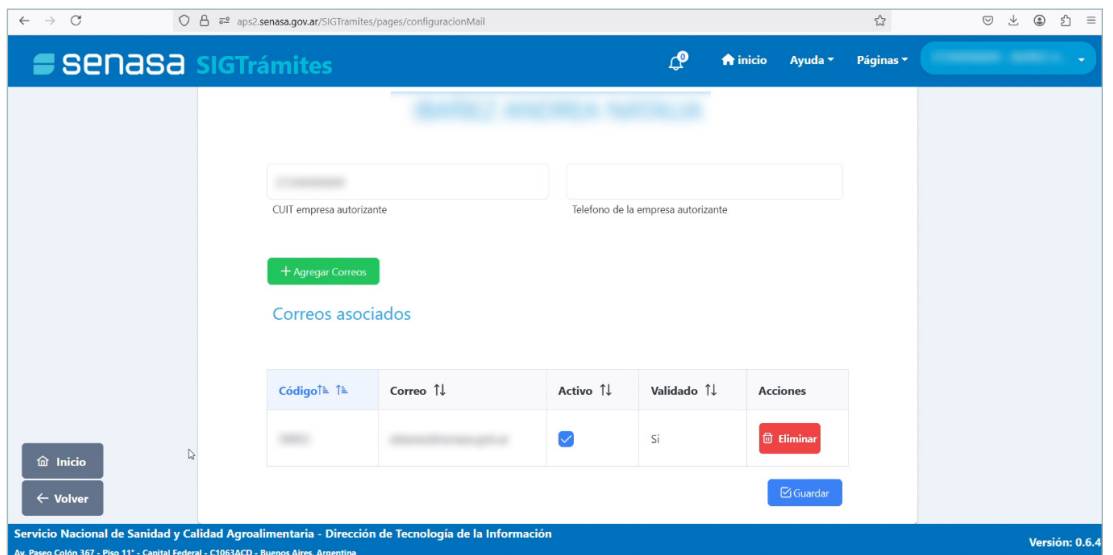 aps2.senasa.gov.ar/SIGTramites/pages/configuracionMail
senasa SIGTrámites
0
inicio
Ayuda
Páginas
CUIT empresa autorizante
Telefono de la empresa autorizante
+ Agregar Correos
Correos asociados
Código Correo Activo Validado Acciones
Si
Eliminar
Inicio
Guardar
Volver
Servicio Nacional de Sanidad y Calidad Agroalimentaria - Dirección de Tecnología de la Información
Versión: 0.6.4
Av. Paseo Colón 367 - Piso 11° - Capital Federal - C1063ACD - Buenos Aires, Argentina